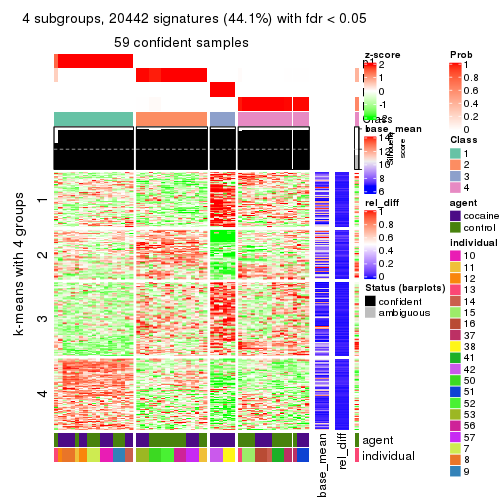 4 subgroups, 20442 signatures (44.1%) with fdr < 0.05
59 confident samples
k-means with 4 groups
1
2
3
4
Class
silhouette
score
agent
individual
base_mean
rel_diff
z-score
2
1
0
-1
-2
base_mean
14
12
10
8
6
rel_diff
1
0.8
0.6
0.4
0.2
0
Status (barplots)
confident
ambiguous
Prob
1
0.8
0.6
0.4
0.2
0
Class
1
2
3
4
agent
cocaine
control
individual
10
11
12
13
14
15
16
37
38
41
42
50
51
52
53
56
57
7
8
9